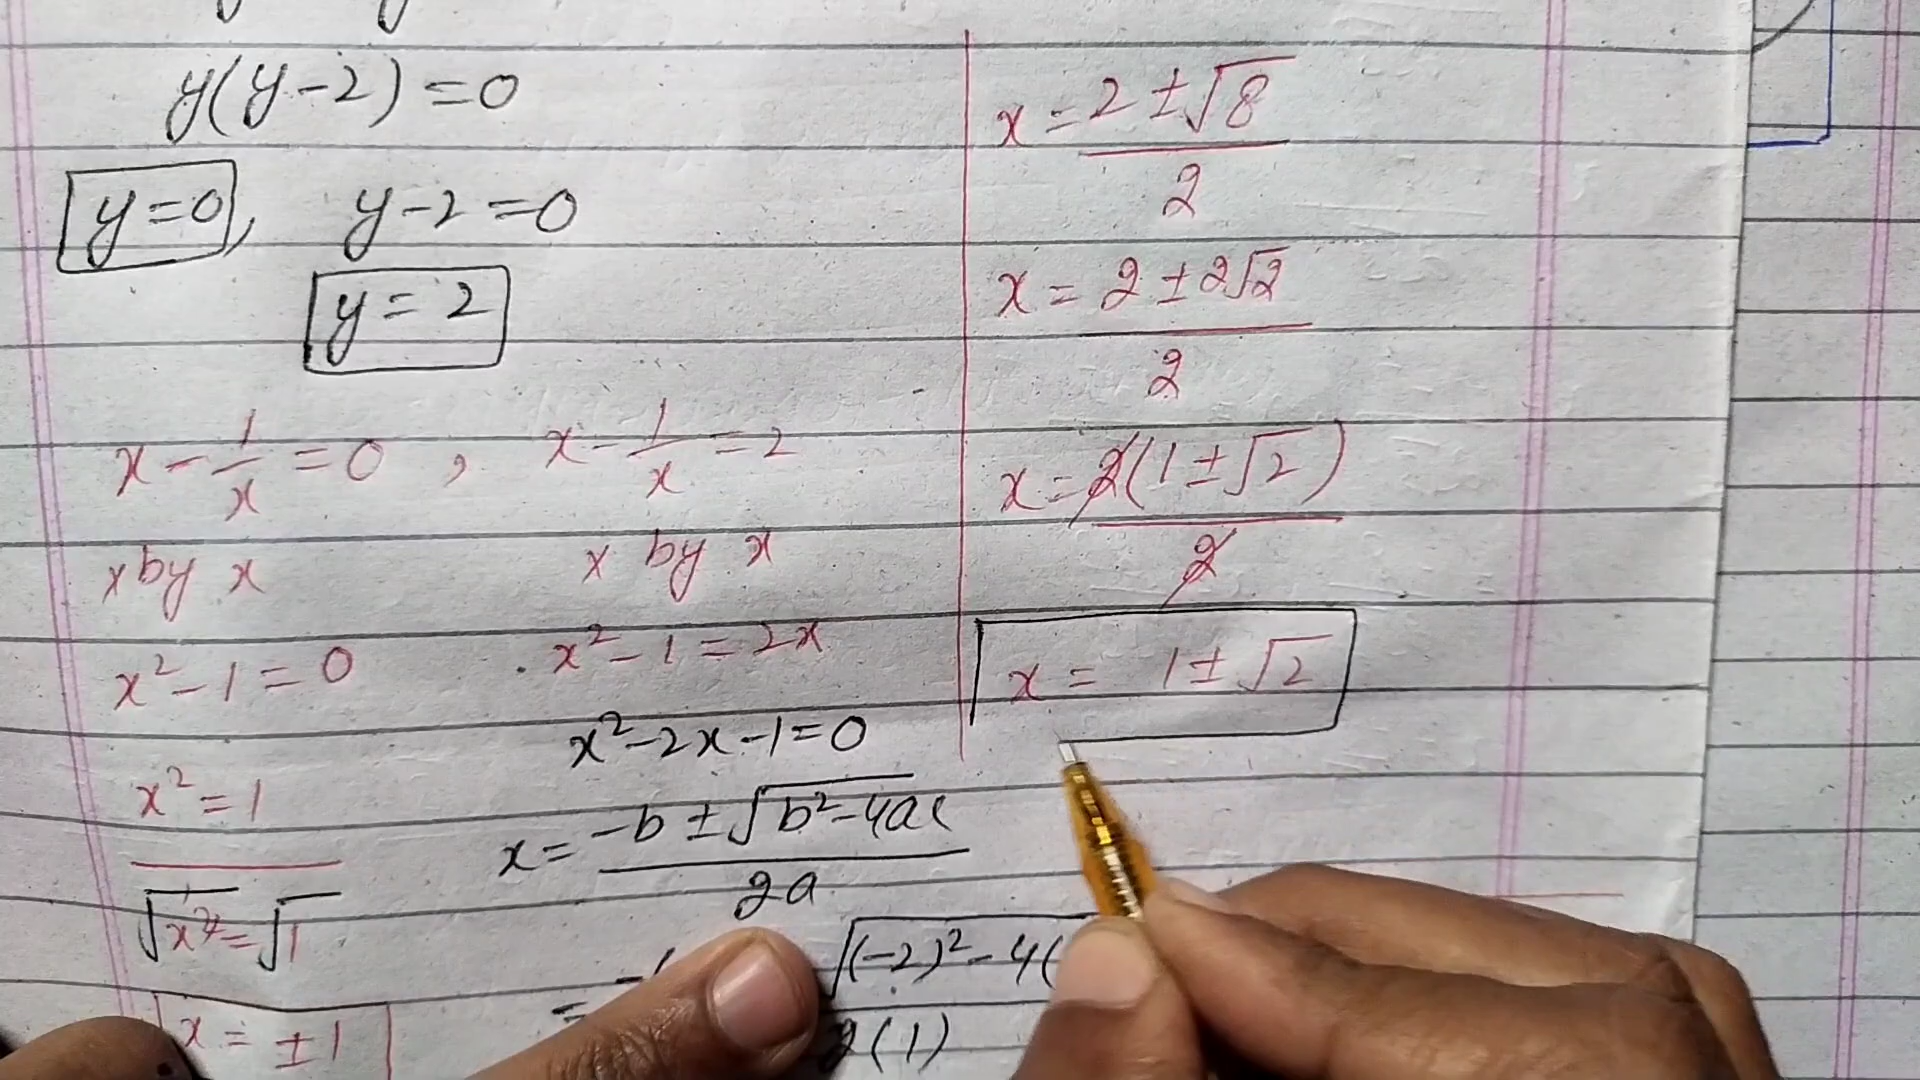 y(y-2) = 0
y = 0, y-2 = 0
y = 2
x - 1/x = 0 , x - 1/x = 2
x by x x by x
x² - 1 = 0 . x² - 1 = 2x
x² - 2x - 1 = 0
x² = 1
x = -b ± √b² - 4ac / 2a
√x² = √1
= √(-2)² - 4( / 2(1)
x = ±1
x = 2 ± √8 / 2
x = 2 ± 2√2 / 2
x = 2(1 ± √2) / 2
x = 1 ± √2